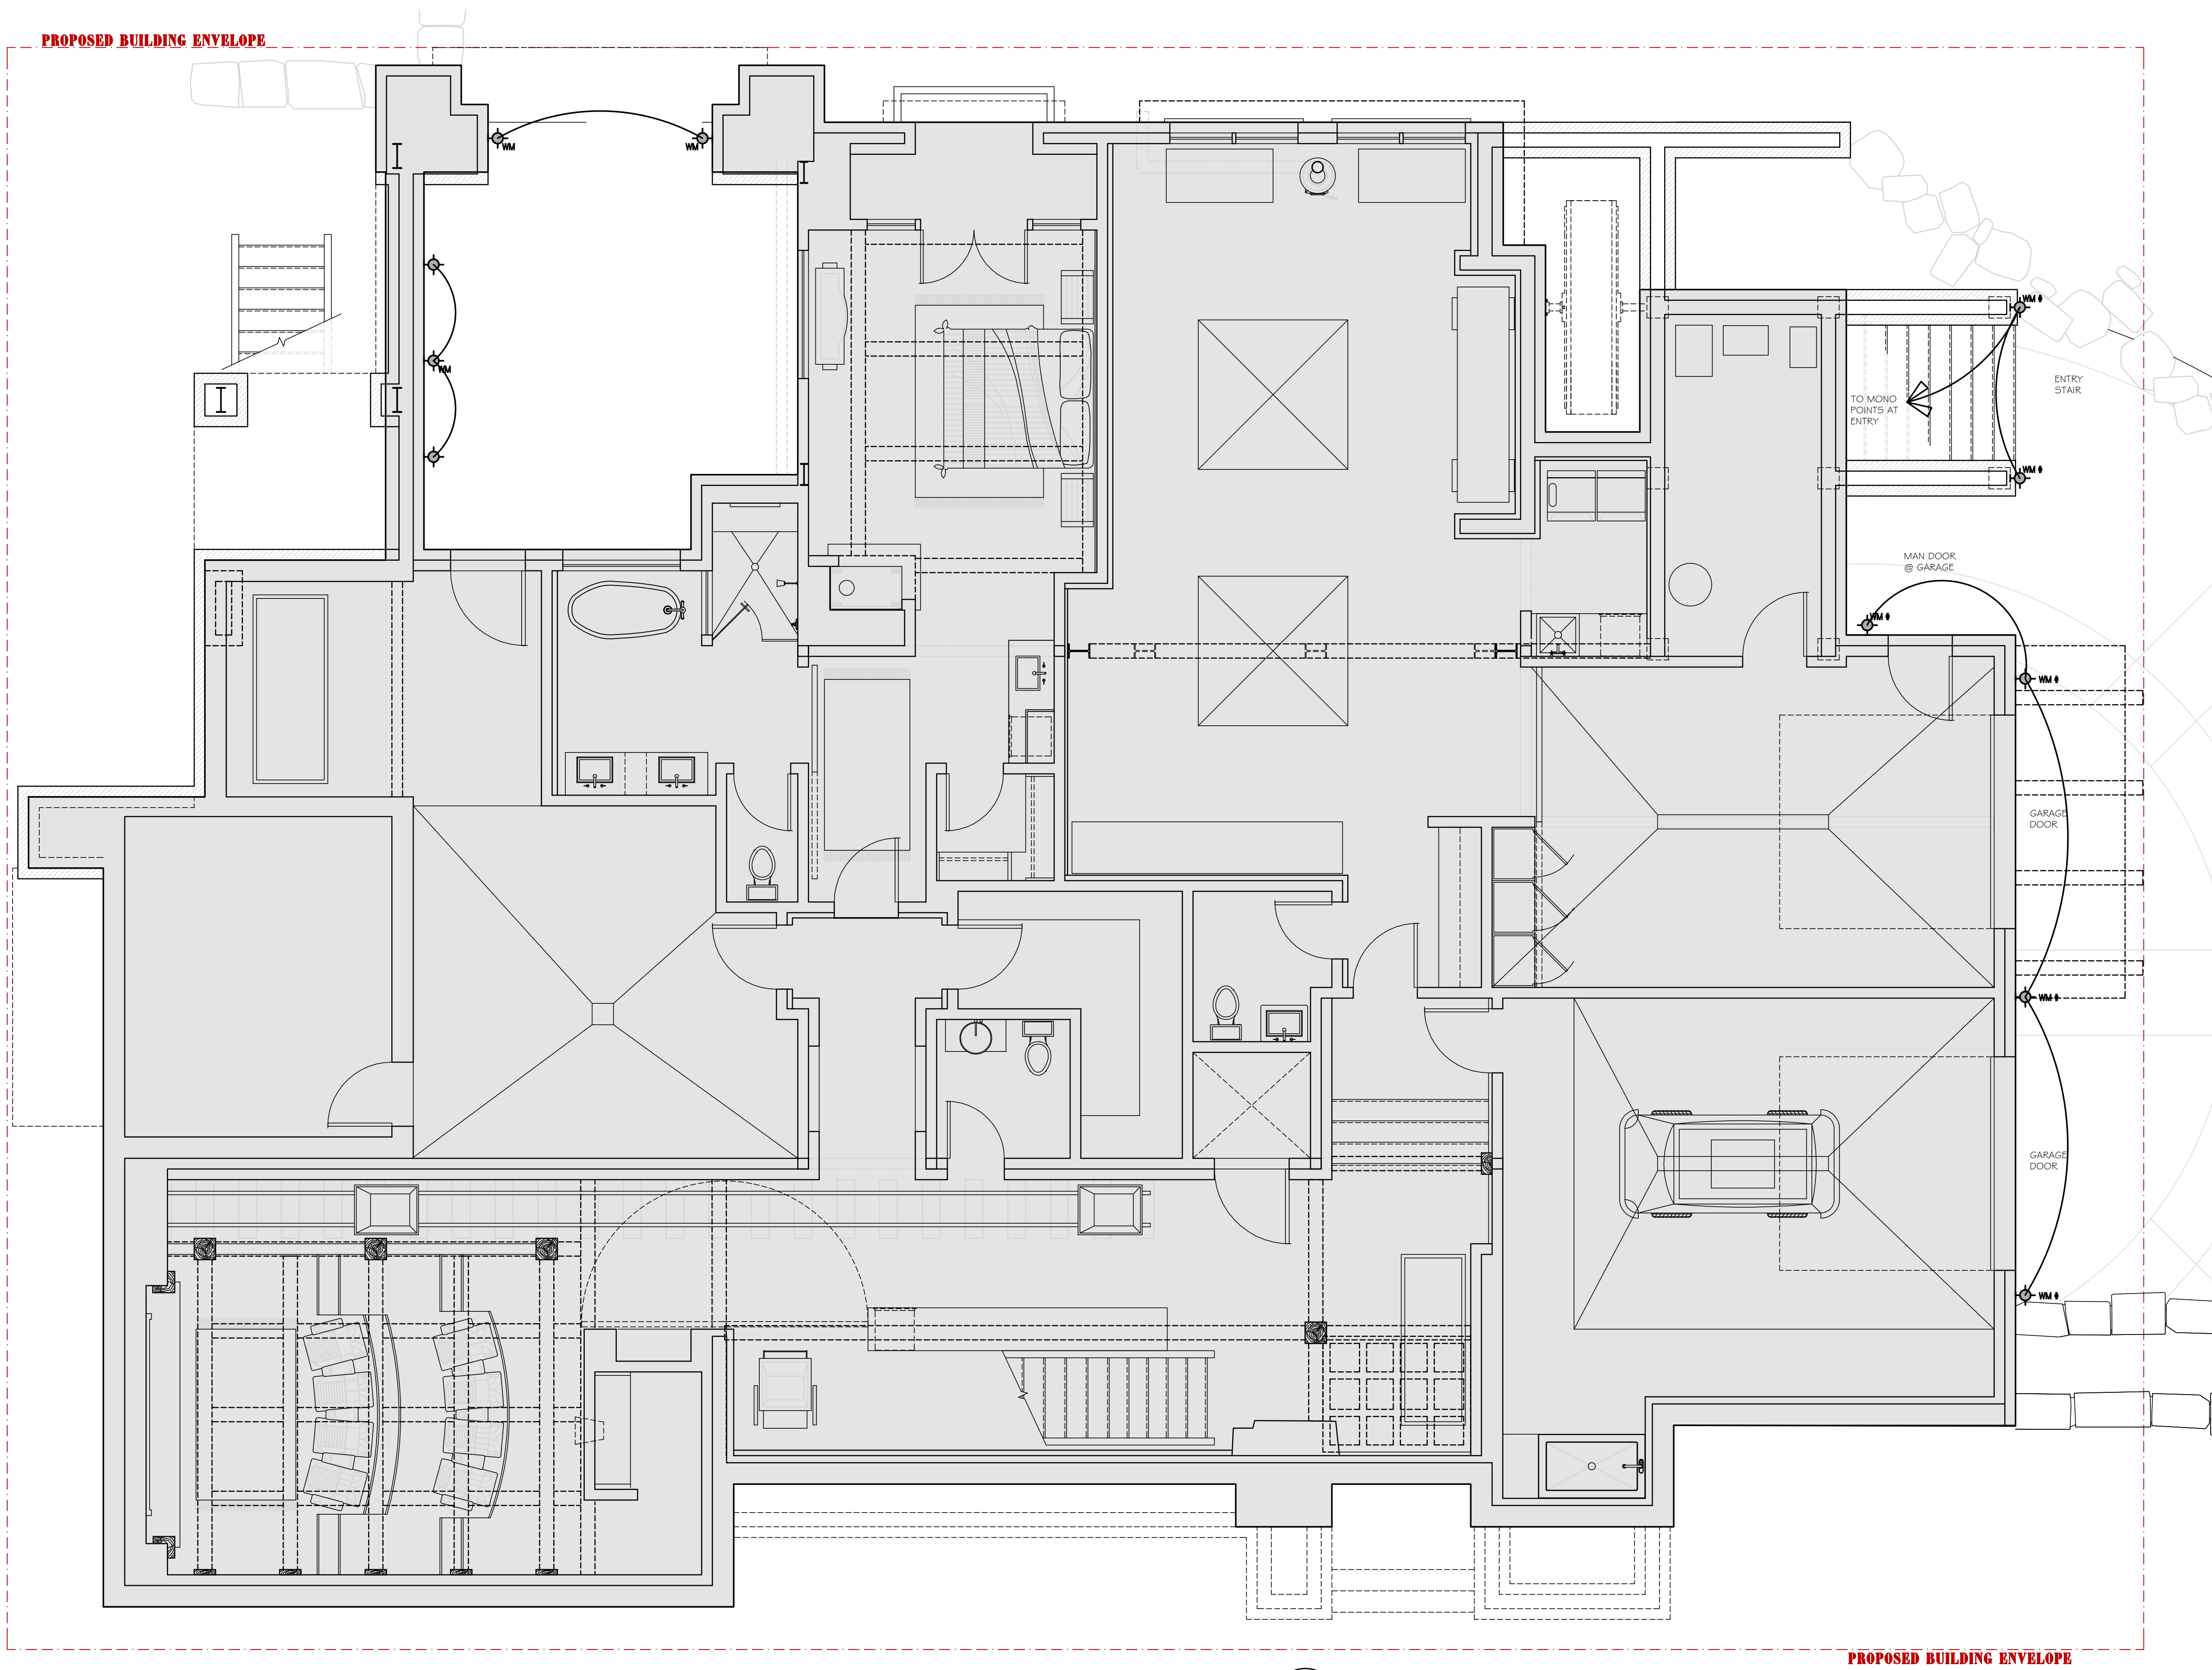 PROPOSED BUILDING ENVELOPE
WM
WM
WM
WM Φ
ENTRY
STAIR
TO MONO
POINTS AT
ENTRY
WM Φ
MAN DOOR
@ GARAGE
WM Φ
WM Φ
GARAGE
DOOR
WM Φ
GARAGE
DOOR
WM Φ
PROPOSED BUILDING ENVELOPE